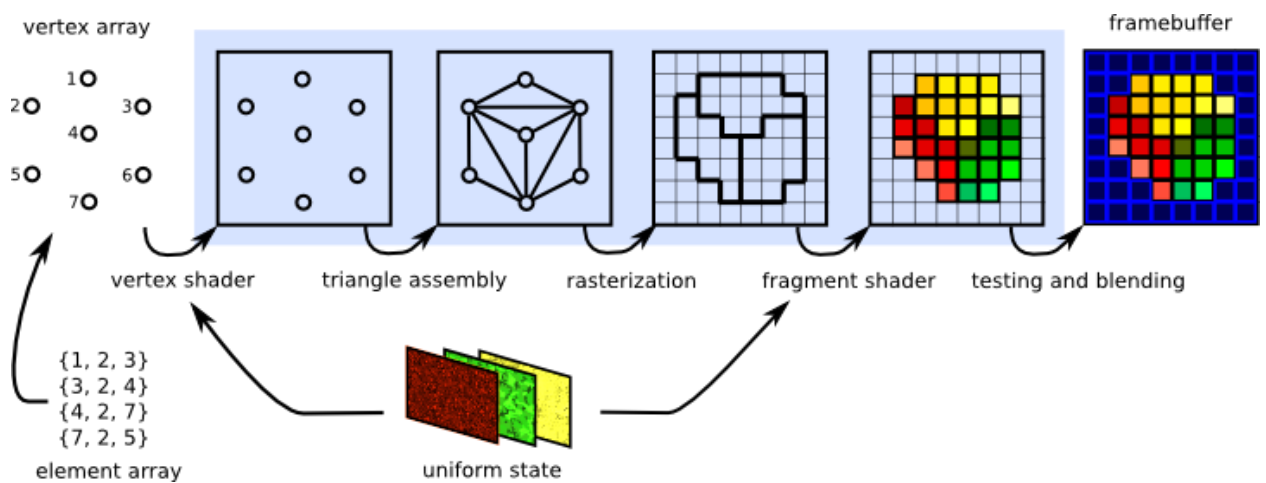 vertex array
framebuffer
1
2
3
4
5
6
7
vertex shader
triangle assembly
rasterization
fragment shader
testing and blending
{1, 2, 3}
{3, 2, 4}
{4, 2, 7}
{7, 2, 5}
element array
uniform state